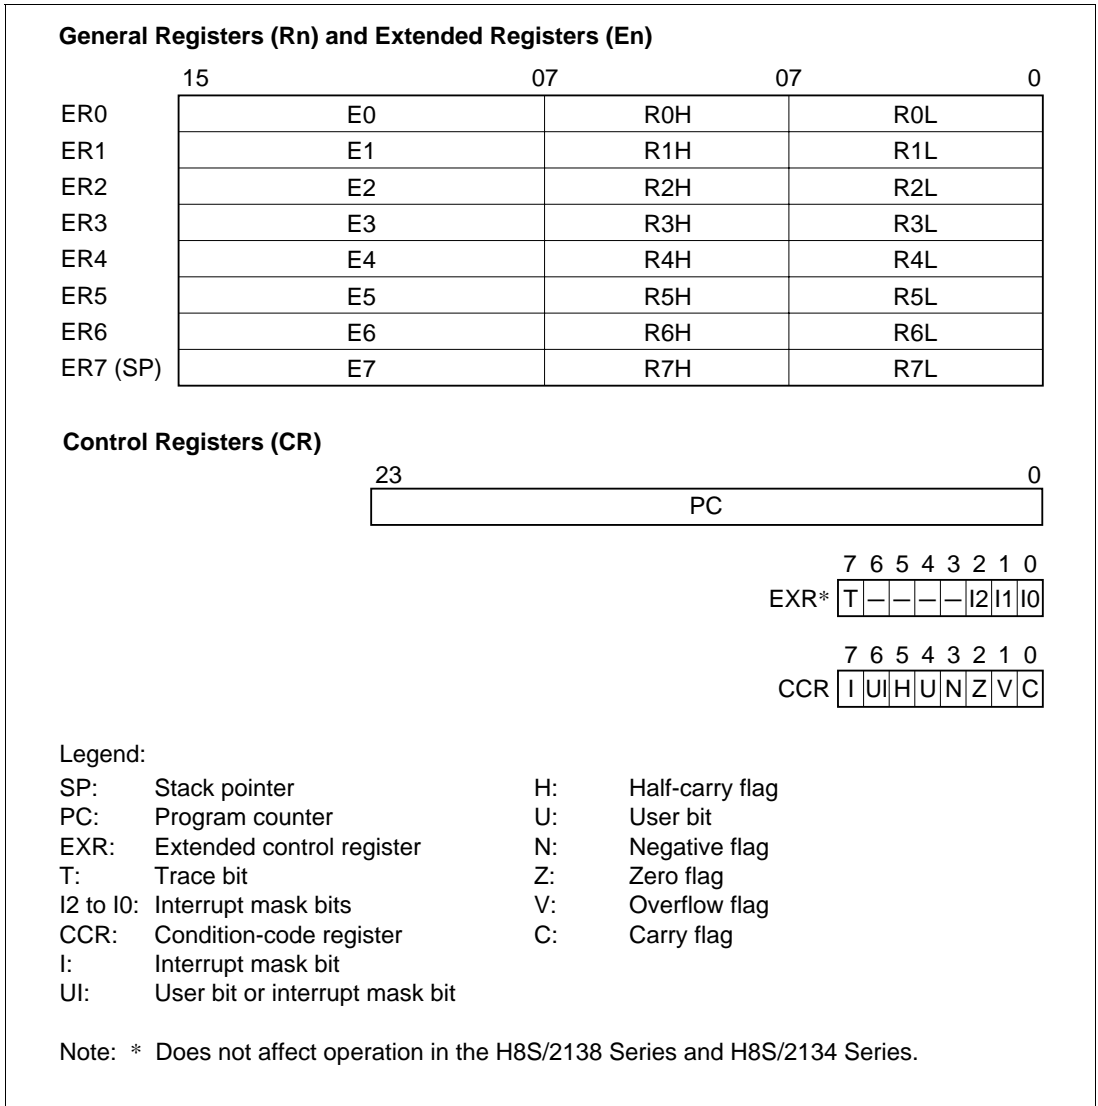 General Registers (Rn) and Extended Registers (En)
15 07 07 0
ER0 E0 R0H R0L
ER1 E1 R1H R1L
ER2 E2 R2H R2L
ER3 E3 R3H R3L
ER4 E4 R4H R4L
ER5 E5 R5H R5L
ER6 E6 R6H R6L
ER7 (SP) E7 R7H R7L
Control Registers (CR)
23 0
PC
7 6 5 4 3 2 1 0
EXR* T — — — — I2 I1 I0
7 6 5 4 3 2 1 0
CCR I UI H U N Z V C
Legend:
SP: Stack pointer H: Half-carry flag
PC: Program counter U: User bit
EXR: Extended control register N: Negative flag
T: Trace bit Z: Zero flag
I2 to I0: Interrupt mask bits V: Overflow flag
CCR: Condition-code register C: Carry flag
I: Interrupt mask bit
UI: User bit or interrupt mask bit
Note: * Does not affect operation in the H8S/2138 Series and H8S/2134 Series.